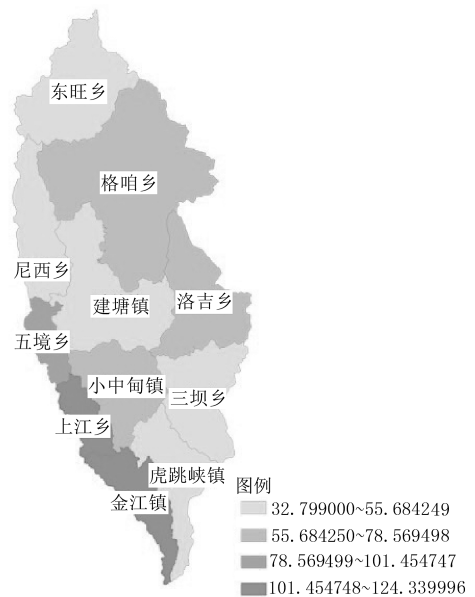 东旺乡
格咱乡
尼西乡
建塘镇
洛吉乡
五境乡
小中甸镇
三坝乡
上江乡
虎跳峡镇
金江镇
图例
32.799000~55.684249
55.684250~78.569498
78.569499~101.454747
101.454748~124.339996